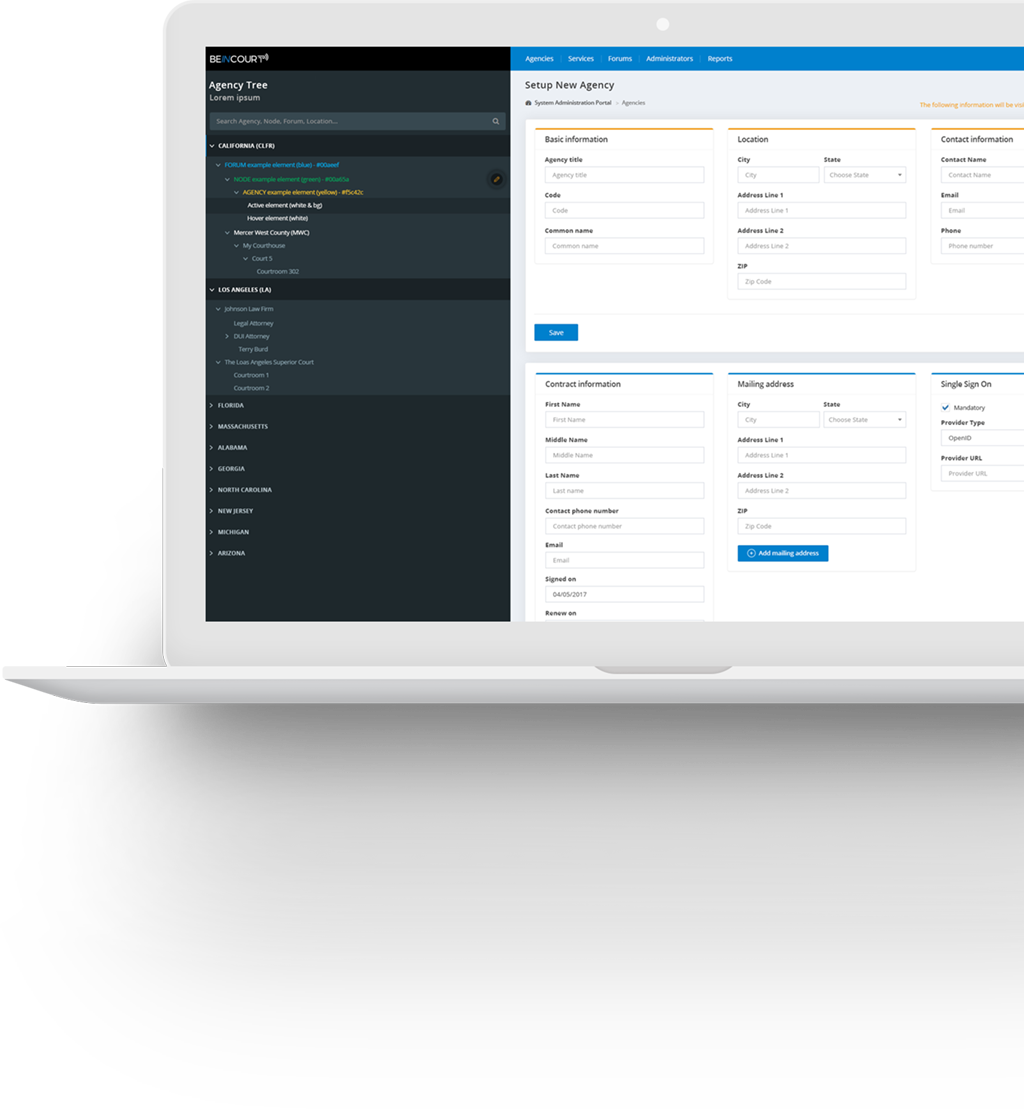 BEINCOURT
Agency Tree
Lorem ipsum
Search Agency, Node, Forum, Location...
CALIFORNIA (CLFR)
FORUM example element (blue) - #00aeef
NODE example element (green) - #00a65a
AGENCY example element (yellow) - #f5c42c
Active element (white & bg)
Hover element (white)
Mercer West County (MWC)
My Courthouse
Court 5
Courtroom 302
LOS ANGELES (LA)
Johnson Law Firm
Legal Attorney
DUI Attorney
Terry Burd
The Loas Angeles Superior Court
Courtroom 1
Courtroom 2
FLORIDA
MASSACHUSETTS
ALABAMA
GEORGIA
NORTH CAROLINA
NEW JERSEY
MICHIGAN
ARIZONA
Agencies Services Forums Administrators Reports
Setup New Agency
System Administration Portal > Agencies
The following information will be visi
Basic information
Agency title
Agency title
Code
Code
Common name
Common name
Location
City State
City Choose State
Address Line 1
Address Line 1
Address Line 2
Address Line 2
ZIP
Zip Code
Contact information
Contact Name
Contact Name
Email
Email
Phone
Phone number
Save
Contract information
First Name
First Name
Middle Name
Middle Name
Last Name
Last name
Contact phone number
Contact phone number
Email
Email
Signed on
04/05/2017
Renew on
Mailing address
City State
City Choose State
Address Line 1
Address Line 1
Address Line 2
Address Line 2
ZIP
Zip Code
Add mailing address
Single Sign On
Mandatory
Provider Type
OpenID
Provider URL
Provider URL